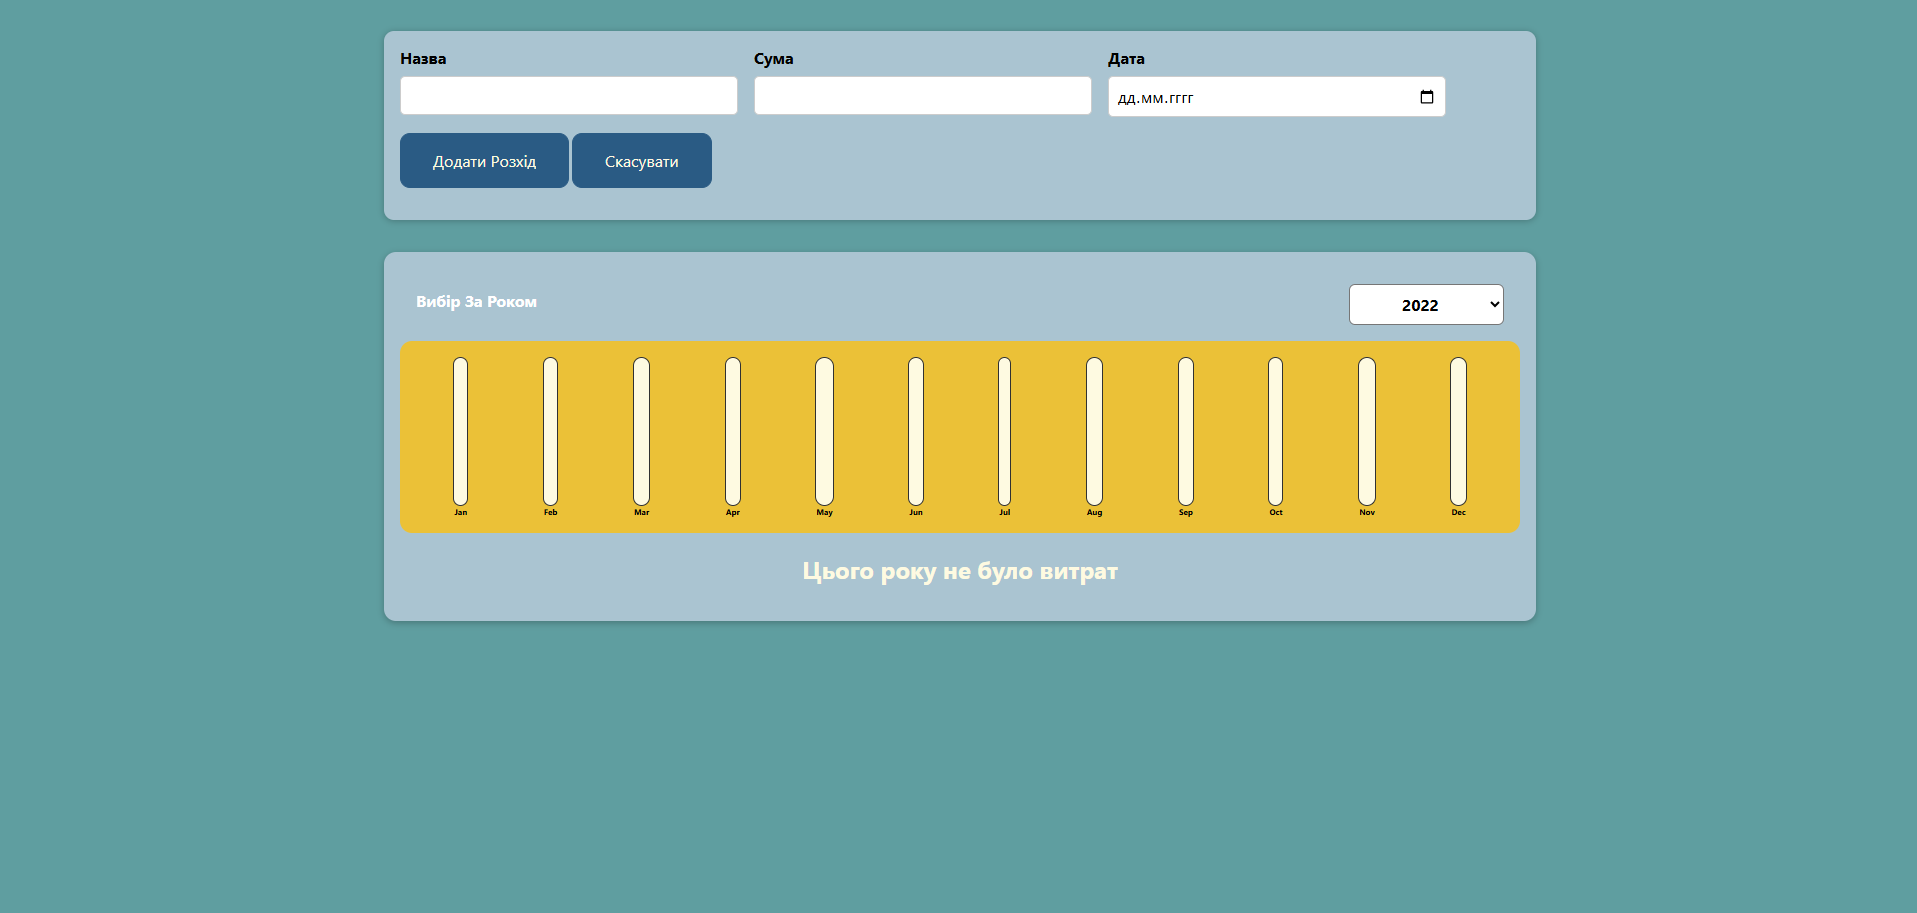 Назва Сума Дата
дд.мм.гггг
Додати Розхід Скасувати
Вибір За Роком 2022
Jan Feb Mar Apr May Jun Jul Aug Sep Oct Nov Dec
Цього року не було витрат